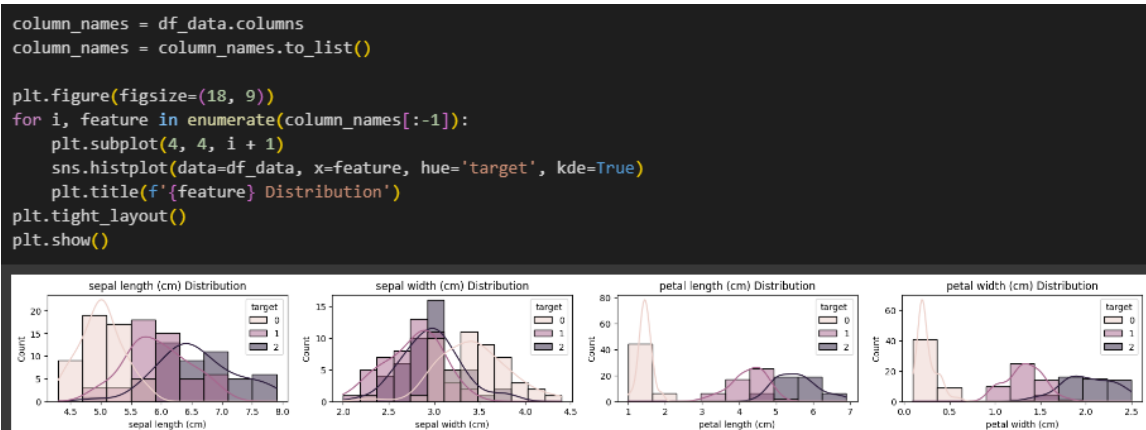 column_names = df_data.columns
column_names = column_names.to_list()
plt.figure(figsize=(18, 9))
for i, feature in enumerate(column_names[:-1]):
    plt.subplot(4, 4, i + 1)
    sns.histplot(data=df_data, x=feature, hue='target', kde=True)
    plt.title(f'{feature} Distribution')
plt.tight_layout()
plt.show()
sepal length (cm) Distribution
target
0
1
2
20
15
10
5
0
Count
4.5 5.0 5.5 6.0 6.5 7.0 7.5 8.0
sepal length (cm)
sepal width (cm) Distribution
target
0
1
2
15
10
5
0
Count
2.0 2.5 3.0 3.5 4.0 4.5
sepal width (cm)
petal length (cm) Distribution
target
0
1
2
80
60
40
20
0
Count
1 2 3 4 5 6 7
petal length (cm)
petal width (cm) Distribution
target
0
1
2
60
40
20
0
Count
0.0 0.5 1.0 1.5 2.0 2.5
petal width (cm)